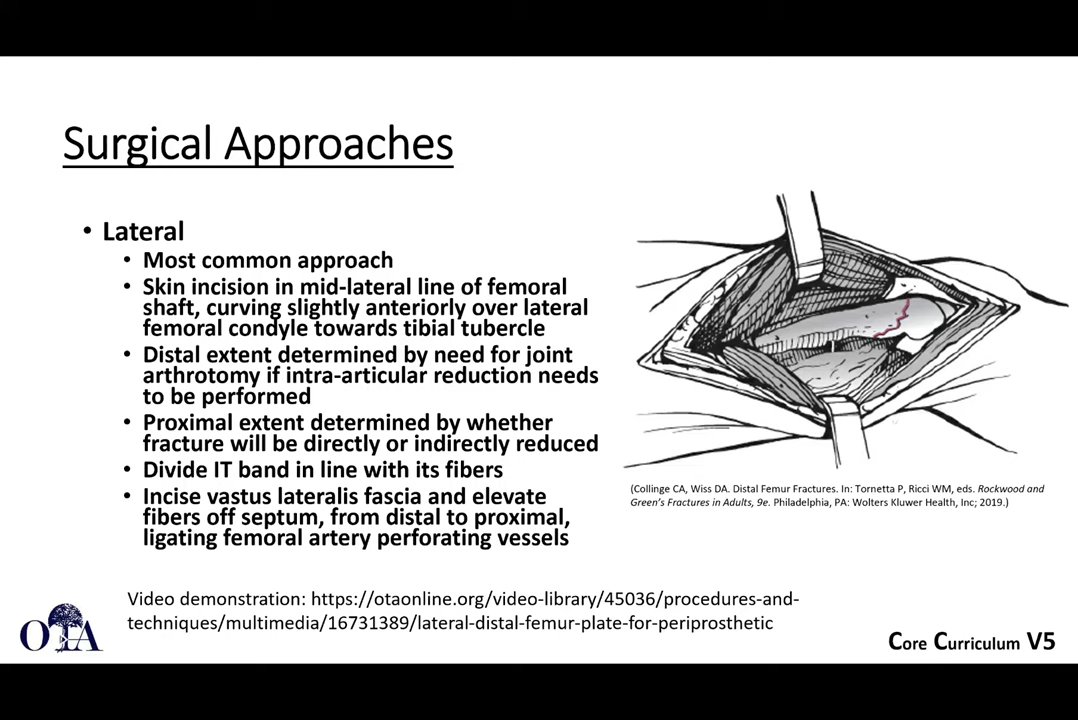 Surgical Approaches
• Lateral
• Most common approach
• Skin incision in mid-lateral line of femoral
shaft, curving slightly anteriorly over lateral
femoral condyle towards tibial tubercle
• Distal extent determined by need for joint
arthrotomy if intra-articular reduction needs
to be performed
• Proximal extent determined by whether
fracture will be directly or indirectly reduced
• Divide IT band in line with its fibers
• Incise vastus lateralis fascia and elevate
fibers off septum, from distal to proximal,
ligating femoral artery perforating vessels
(Collinge CA, Wiss DA. Distal Femur Fractures. In: Tornetta P, Ricci WM, eds. Rockwood and
Green's Fractures in Adults, 9e. Philadelphia, PA: Wolters Kluwer Health, Inc; 2019.)
Video demonstration: https://otaonline.org/video-library/45036/procedures-and-
techniques/multimedia/16731389/lateral-distal-femur-plate-for-periprosthetic
OTA
Core Curriculum V5